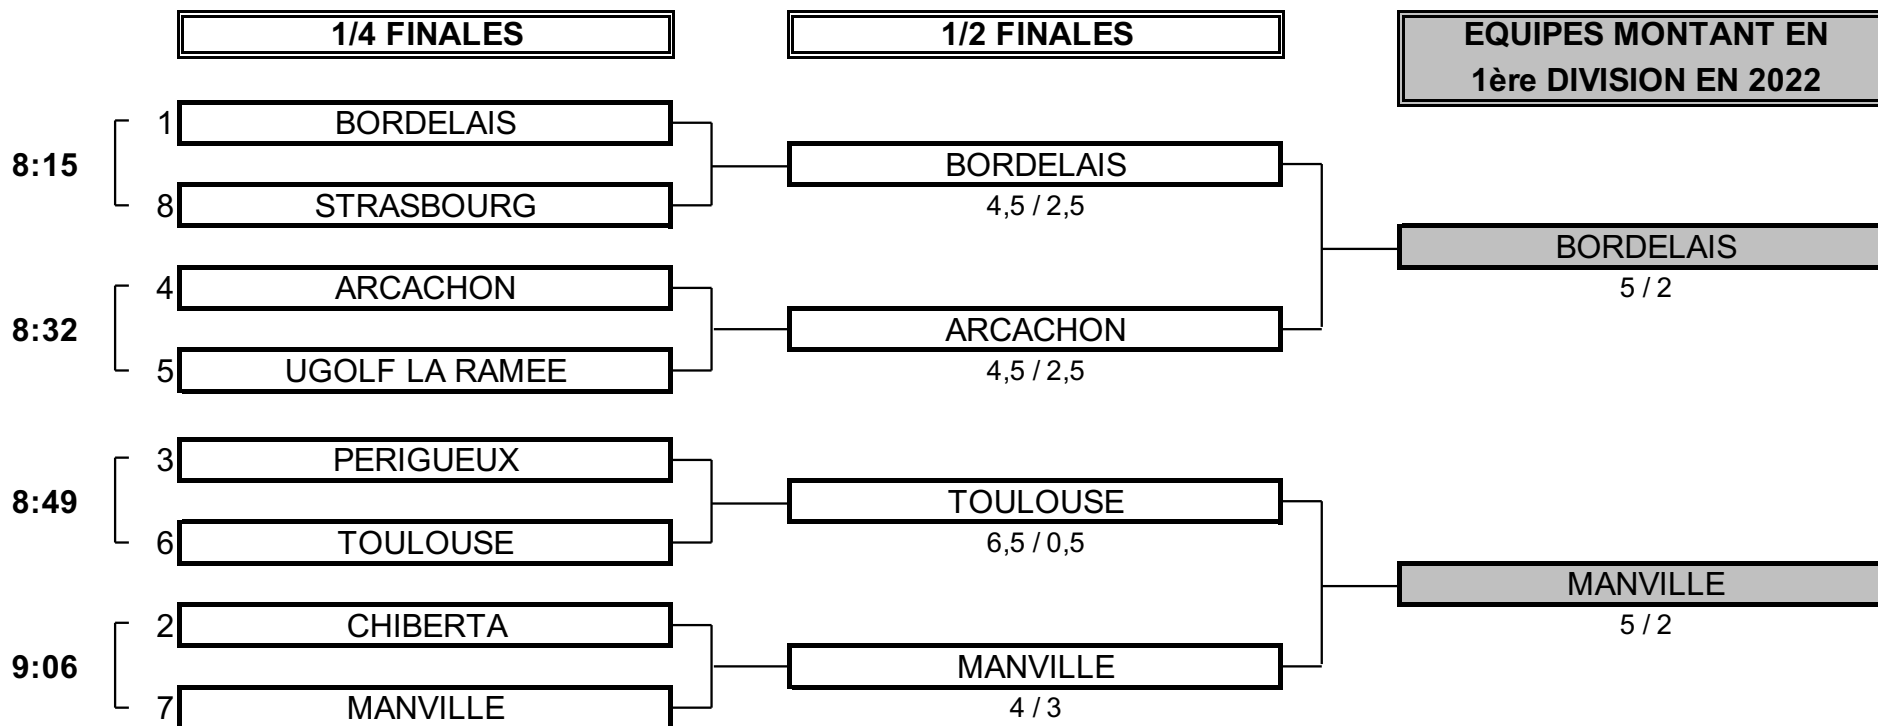 1/4 FINALES
1/2 FINALES
EQUIPES MONTANT EN
1ère DIVISION EN 2022
1 BORDELAIS
8:15
BORDELAIS
8 STRASBOURG
4,5 / 2,5
BORDELAIS
4 ARCACHON
5 / 2
8:32
ARCACHON
5 UGOLF LA RAMEE
4,5 / 2,5
3 PERIGUEUX
8:49
TOULOUSE
6 TOULOUSE
6,5 / 0,5
MANVILLE
2 CHIBERTA
5 / 2
9:06
MANVILLE
7 MANVILLE
4 / 3